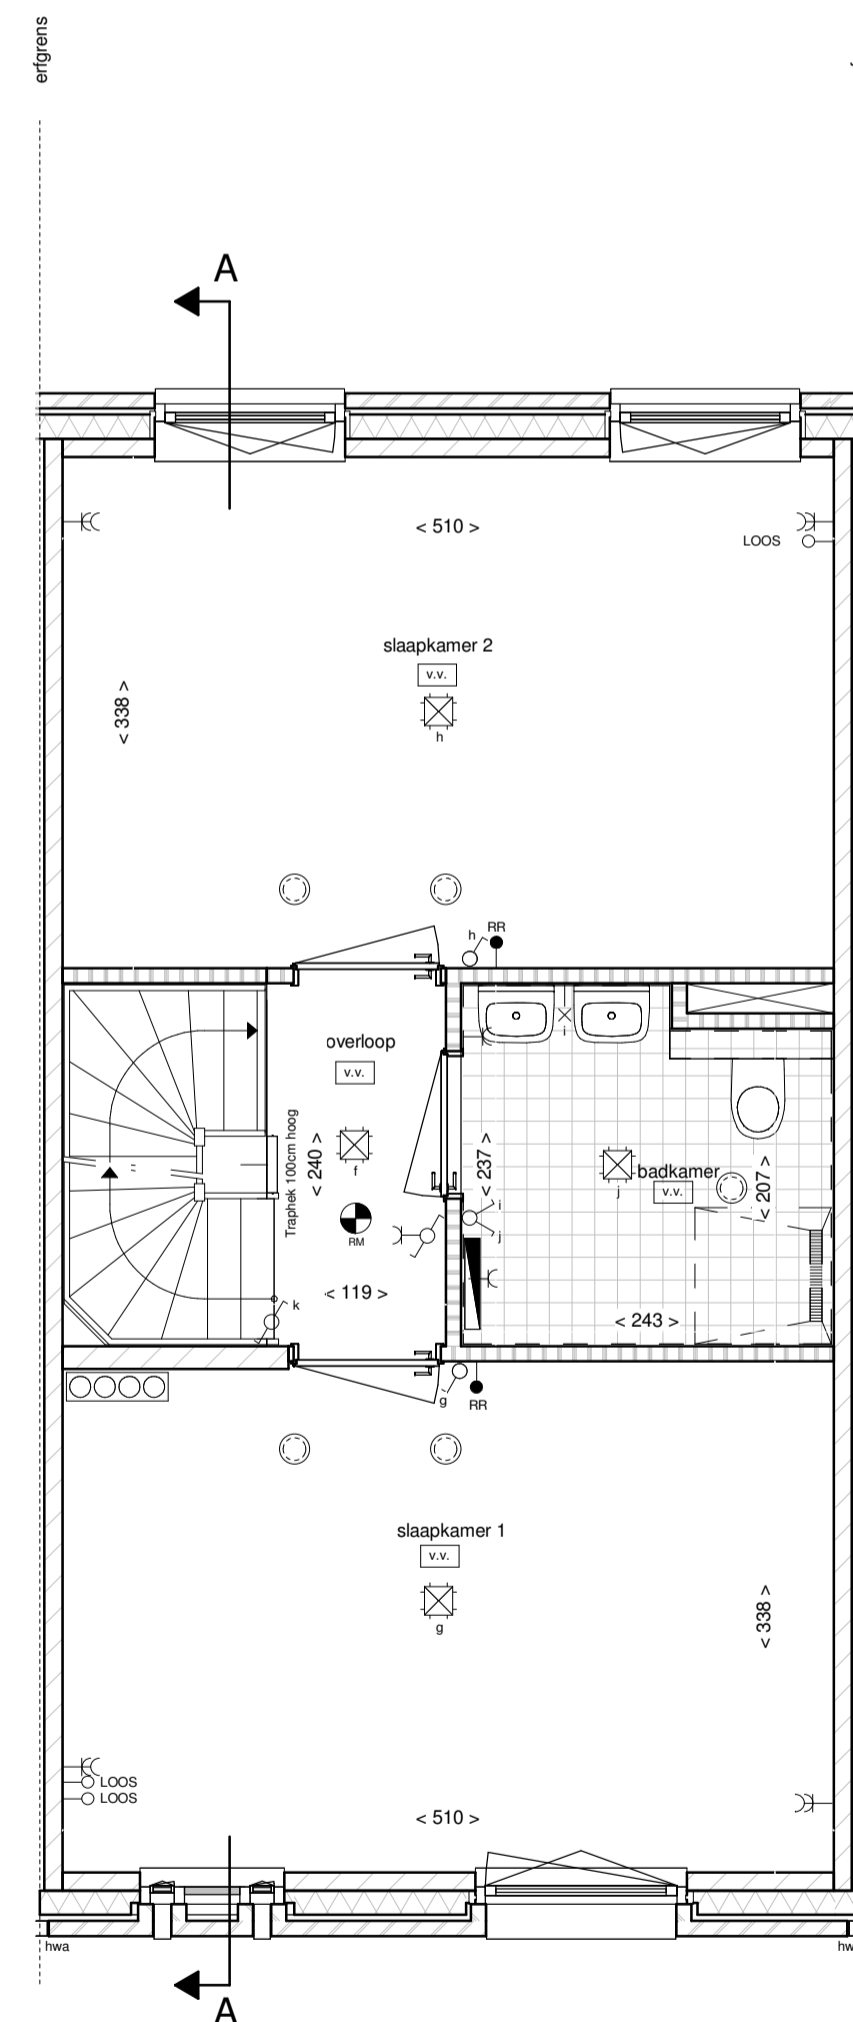 erfgrens
A
< 510 >
LOOS
slaapkamer 2
v.v.
h
< 338 >
h
RR
overloop
v.v.
f
RM
Traphek 100cm hoog
< 240 >
< 119 >
k
i
< 237 >
badkamer
v.v.
j
< 207 >
i
j
< 243 >
g
RR
slaapkamer 1
v.v.
g
< 338 >
LOOS
LOOS
< 510 >
hwa
hw
A